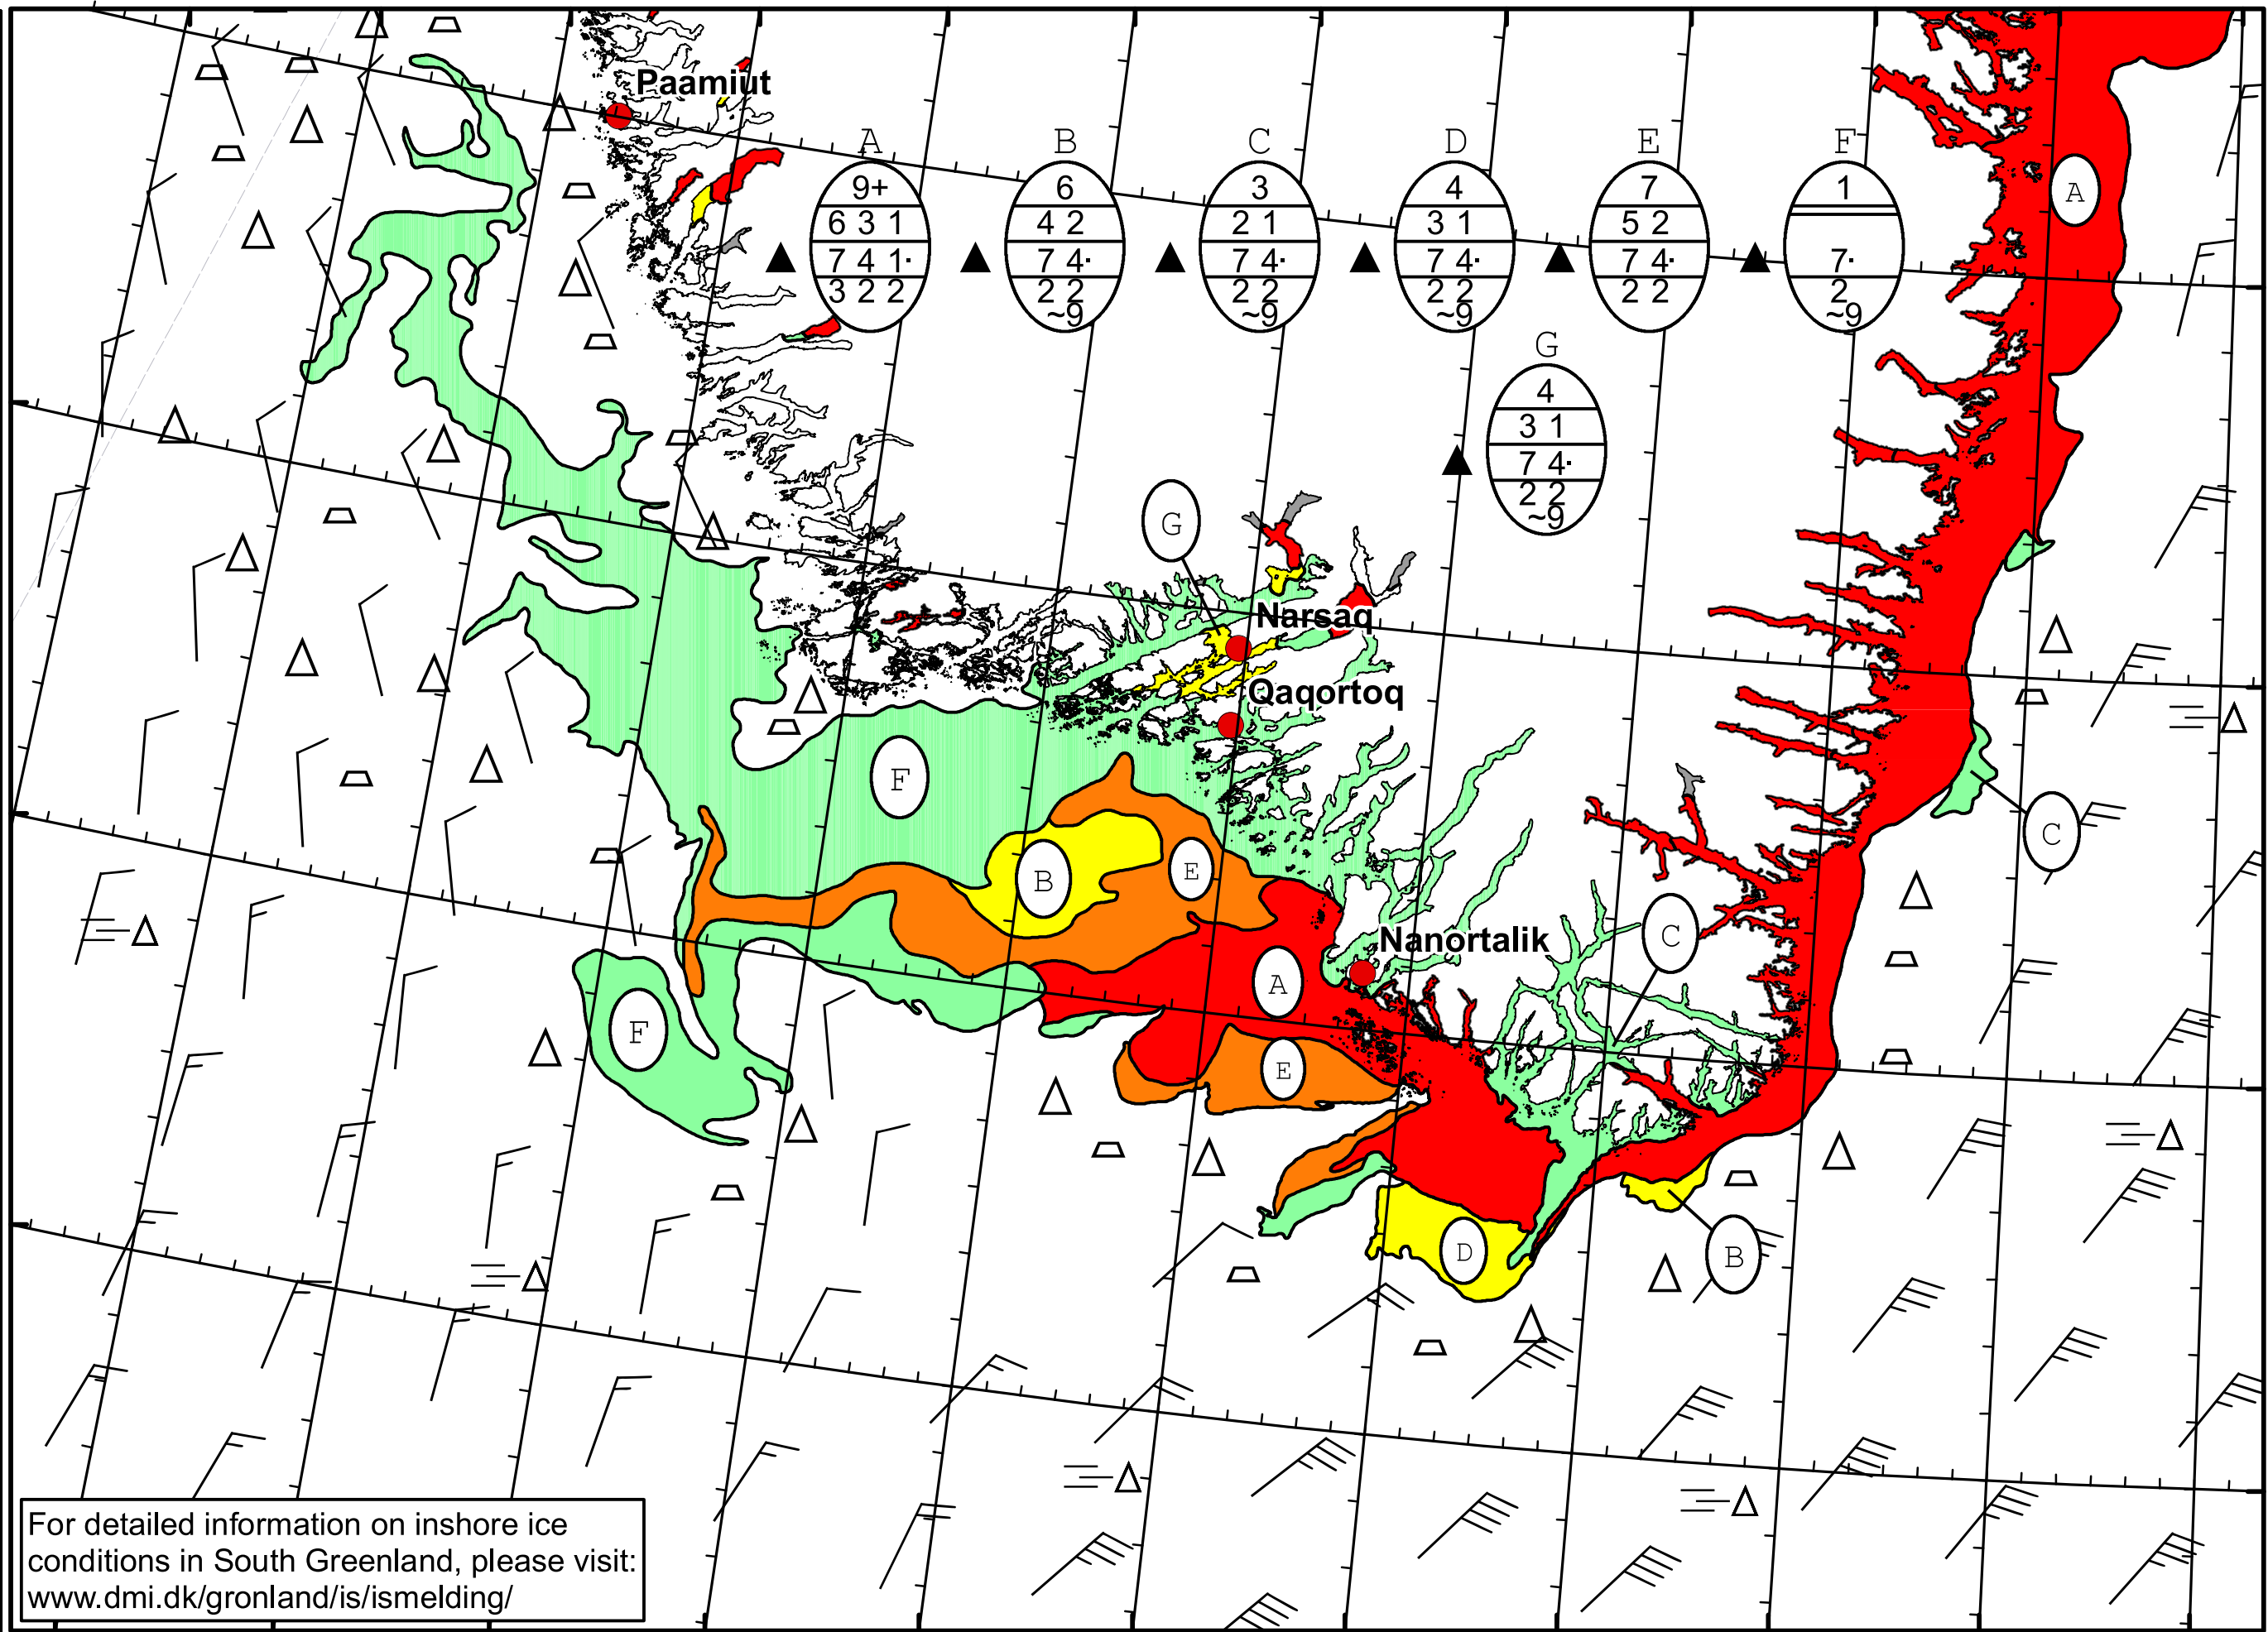 Paamiut
A B C D E F
9+ 6 3 4 7 1
6 3 1 4 2 2 1 3 1 5 2
7 4 1· 7 4· 7 4· 7 4· 7 4· 7·
3 2 2 2 2 2 2 2 2 2 2 2
~9 ~9 ~9 ~9
A
G
4
3 1
7 4·
2 2
~9
G
Narsaq
Qaqortoq
F
C
B
E
Nanortalik
C
A
F
E
D
B
For detailed information on inshore ice
conditions in South Greenland, please visit:
www.dmi.dk/gronland/is/ismelding/